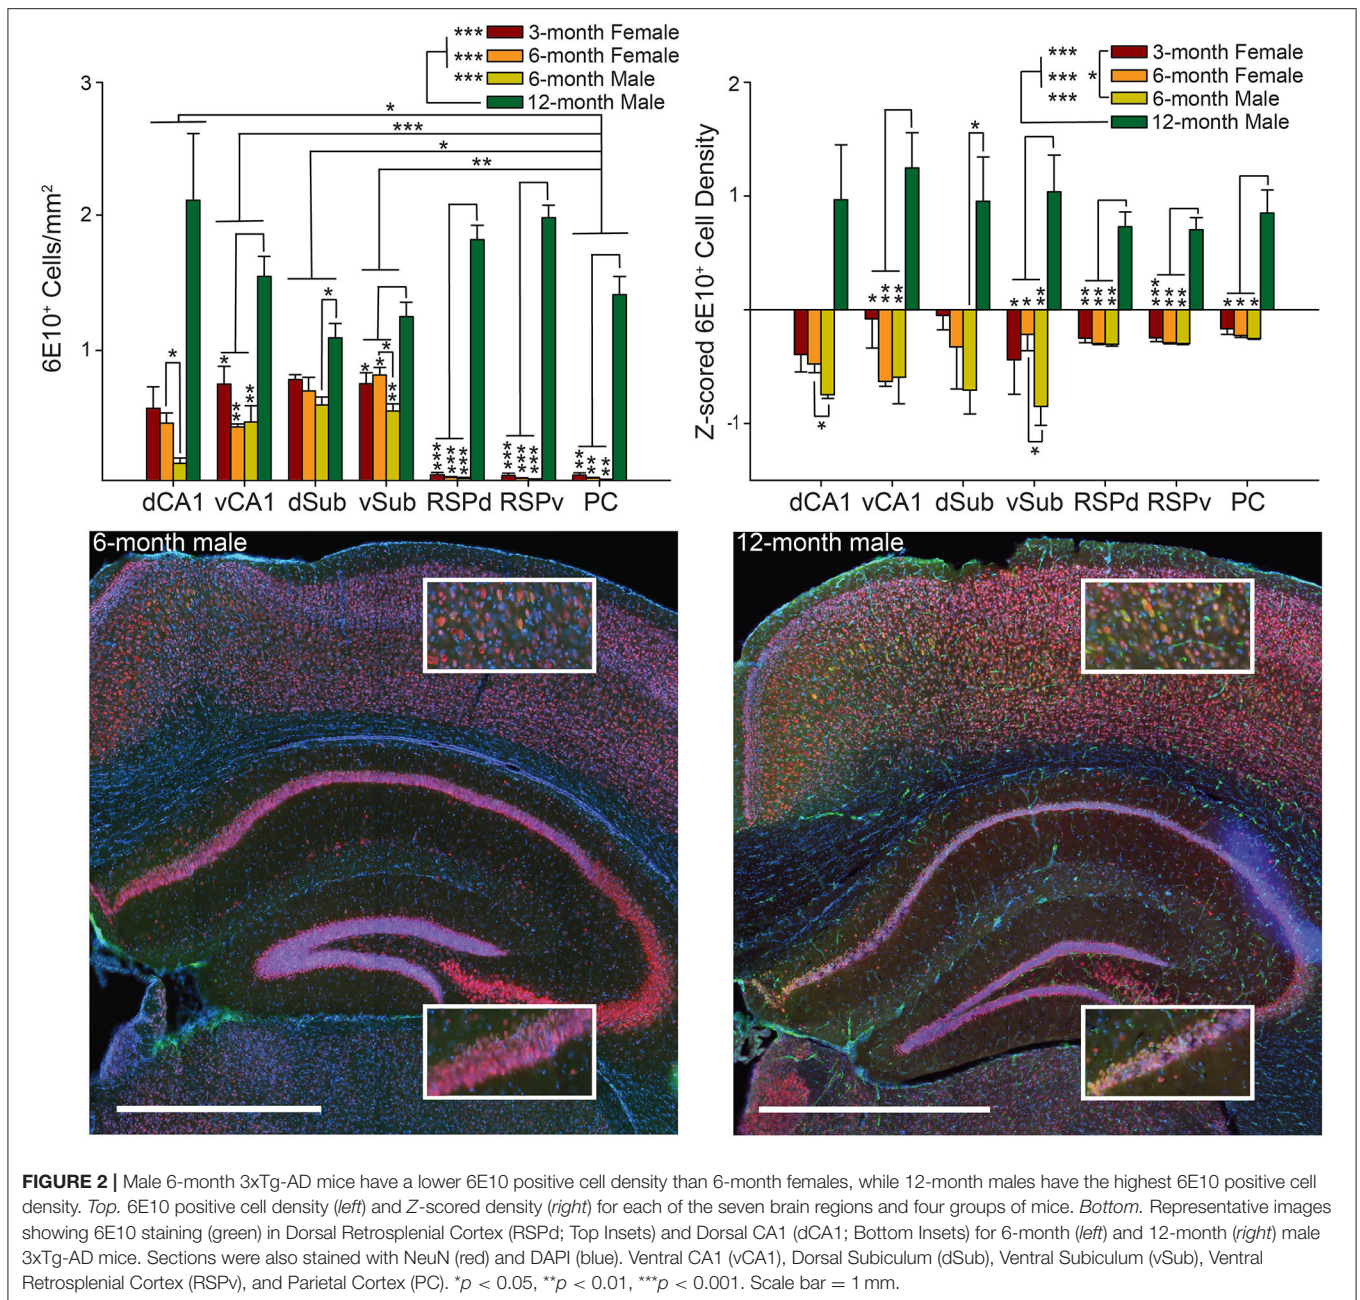 *** 3-month Female
*** 6-month Female
*** 6-month Male
12-month Male
3
2
1
6E10+ Cells/mm2
*
***
*
**
*
*
**
**
*
*
*
*
**
***
***
***
***
***
***
**
**
**
dCA1 vCA1 dSub vSub RSPd RSPv PC
*** 3-month Female
*** * 6-month Female
*** 6-month Male
12-month Male
2
1
-1
Z-scored 6E10+ Cell Density
*
**
**
*
*
*
**
**
***
***
***
***
***
*
*
*
*
*
dCA1 vCA1 dSub vSub RSPd RSPv PC
6-month male
12-month male
FIGURE 2 | Male 6-month 3xTg-AD mice have a lower 6E10 positive cell density than 6-month females, while 12-month males have the highest 6E10 positive cell
density. Top. 6E10 positive cell density (left) and Z-scored density (right) for each of the seven brain regions and four groups of mice. Bottom. Representative images
showing 6E10 staining (green) in Dorsal Retrosplenial Cortex (RSPd; Top Insets) and Dorsal CA1 (dCA1; Bottom Insets) for 6-month (left) and 12-month (right) male
3xTg-AD mice. Sections were also stained with NeuN (red) and DAPI (blue). Ventral CA1 (vCA1), Dorsal Subiculum (dSub), Ventral Subiculum (vSub), Ventral
Retrosplenial Cortex (RSPv), and Parietal Cortex (PC). *p < 0.05, **p < 0.01, ***p < 0.001. Scale bar = 1 mm.